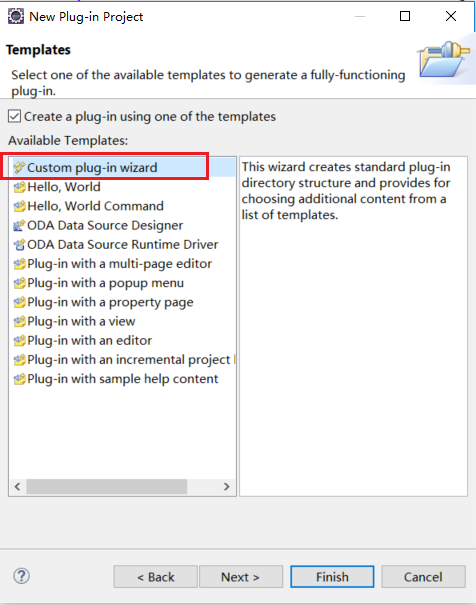 New Plug-in Project
Templates
Select one of the available templates to generate a fully-functioning
plug-in.
Create a plug-in using one of the templates
Available Templates:
Custom plug-in wizard
Hello, World
Hello, World Command
ODA Data Source Designer
ODA Data Source Runtime Driver
Plug-in with a multi-page editor
Plug-in with a popup menu
Plug-in with a property page
Plug-in with a view
Plug-in with an editor
Plug-in with an incremental project
Plug-in with sample help content
This wizard creates standard plug-in
directory structure and provides for
choosing additional content from a
list of templates.
?
< Back
Next >
Finish
Cancel